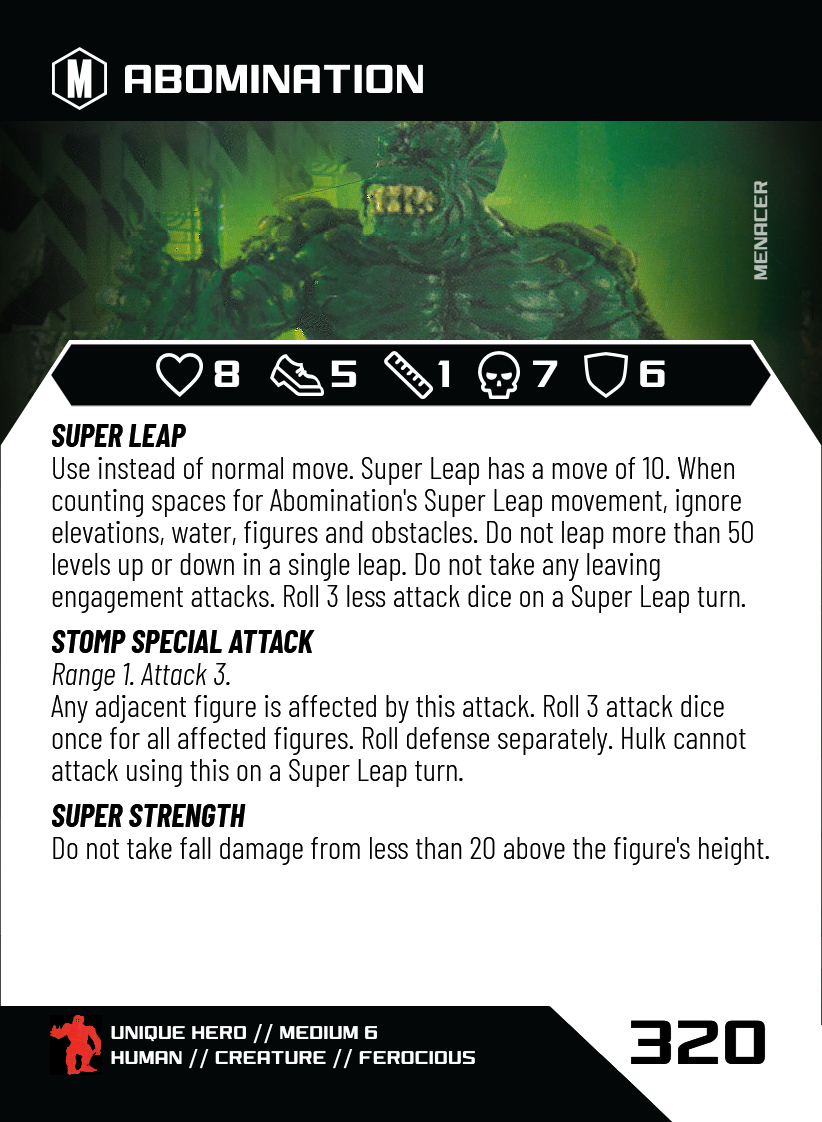 M ABOMINATION
MENACER
8 5 1 7 6
SUPER LEAP
Use instead of normal move. Super Leap has a move of 10. When
counting spaces for Abomination's Super Leap movement, ignore
elevations, water, figures and obstacles. Do not leap more than 50
levels up or down in a single leap. Do not take any leaving
engagement attacks. Roll 3 less attack dice on a Super Leap turn.
STOMP SPECIAL ATTACK
Range 1. Attack 3.
Any adjacent figure is affected by this attack. Roll 3 attack dice
once for all affected figures. Roll defense separately. Hulk cannot
attack using this on a Super Leap turn.
SUPER STRENGTH
Do not take fall damage from less than 20 above the figure's height.
UNIQUE HERO // MEDIUM 6
HUMAN // CREATURE // FEROCIOUS
320